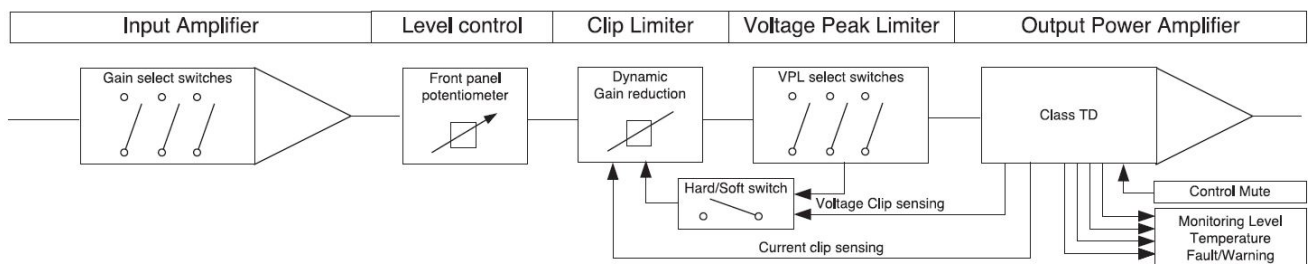 Input Amplifier
Level control
Clip Limiter
Voltage Peak Limiter
Output Power Amplifier
Gain select switches
Front panel
potentiometer
Dynamic
Gain reduction
VPL select switches
Class TD
Hard/Soft switch
Voltage Clip sensing
Current clip sensing
Control Mute
Monitoring Level
Temperature
Fault/Warning